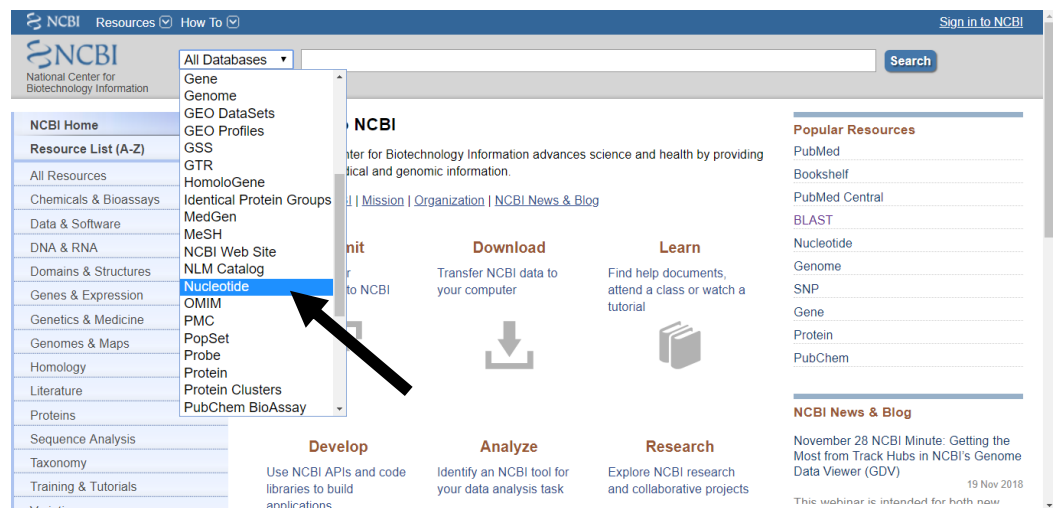 NCBI Resources How To Sign in to NCBI
NCBI
National Center for
Biotechnology Information
All Databases
Search
Gene
Genome
GEO DataSets
GEO Profiles
GSS
GTR
HomoloGene
Identical Protein Groups
MedGen
MeSH
NCBI Web Site
NLM Catalog
Nucleotide
OMIM
PMC
PopSet
Probe
Protein
Protein Clusters
PubChem BioAssay
NCBI Home
Resource List (A-Z)
All Resources
Chemicals & Bioassays
Data & Software
DNA & RNA
Domains & Structures
Genes & Expression
Genetics & Medicine
Genomes & Maps
Homology
Literature
Proteins
Sequence Analysis
Taxonomy
Training & Tutorials
NCBI
for Biotechnology Information advances science and health by providing
and genomic information.
| Mission | Organization | NCBI News & Blog
to NCBI
Download
Transfer NCBI data to
your computer
Learn
Find help documents,
attend a class or watch a
tutorial
Develop
Use NCBI APIs and code
libraries to build
applications
Analyze
Identify an NCBI tool for
your data analysis task
Research
Explore NCBI research
and collaborative projects
Popular Resources
PubMed
Bookshelf
PubMed Central
BLAST
Nucleotide
Genome
SNP
Gene
Protein
PubChem
NCBI News & Blog
November 28 NCBI Minute: Getting the
Most from Track Hubs in NCBI's Genome
Data Viewer (GDV)
19 Nov 2018
This webinar is intended for both new